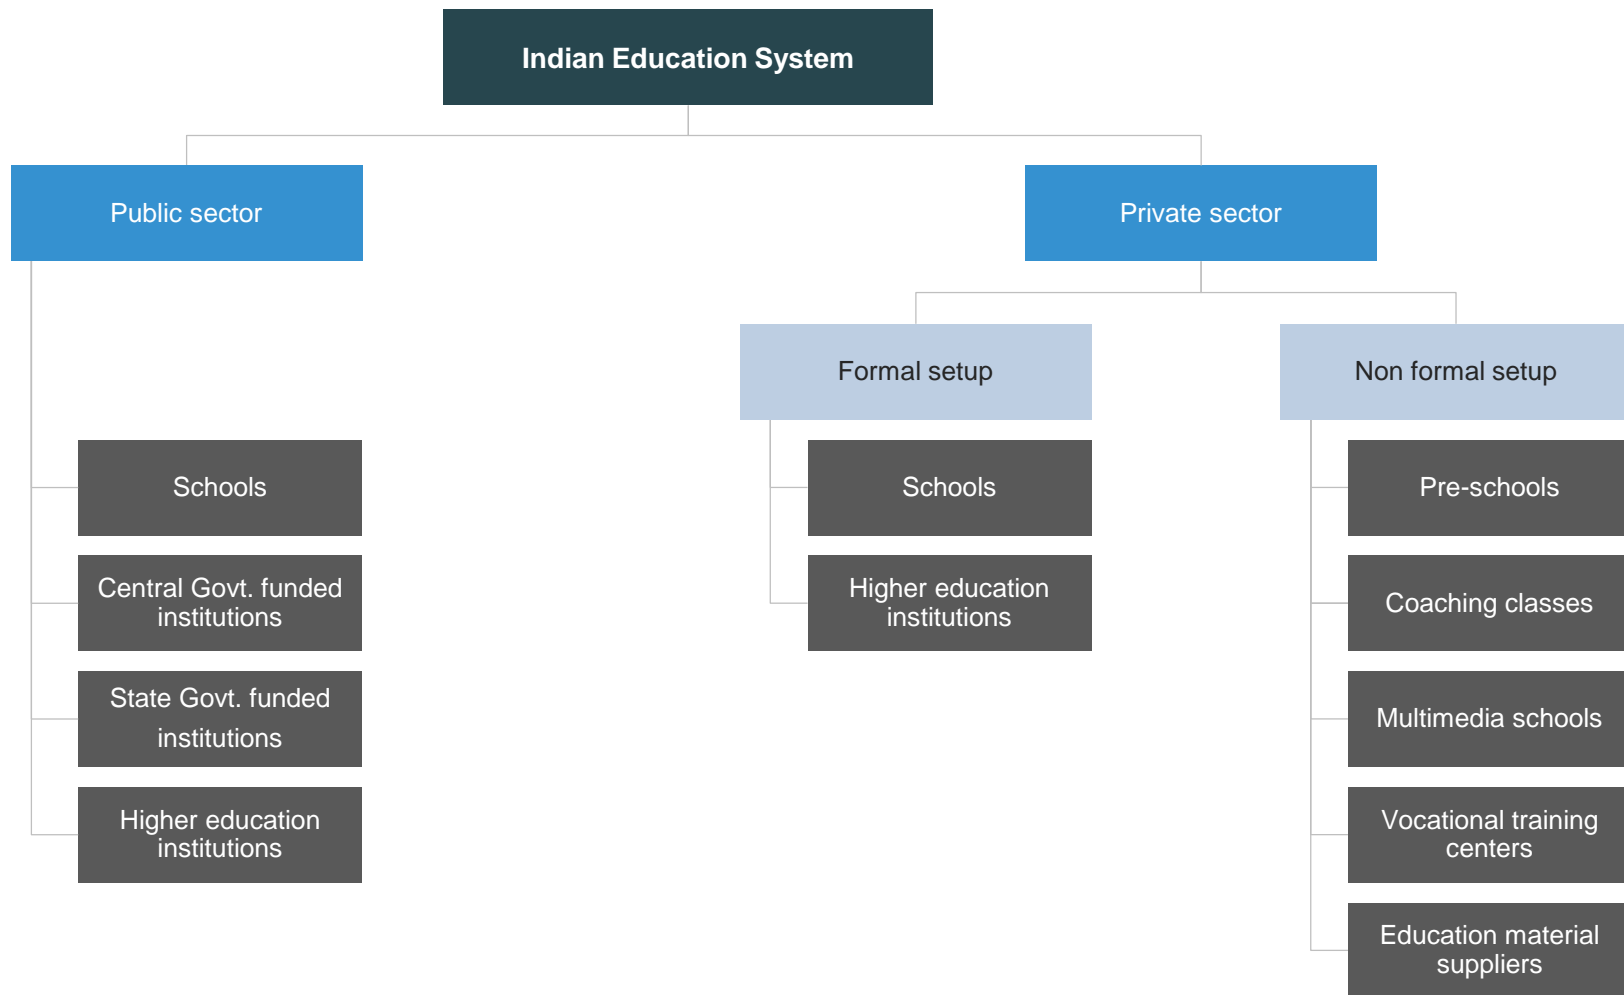 Indian Education System
Public sector
Private sector
Formal setup
Non formal setup
Schools
Central Govt. funded
institutions
State Govt. funded
institutions
Higher education
institutions
Schools
Higher education
institutions
Pre-schools
Coaching classes
Multimedia schools
Vocational training
centers
Education material
suppliers